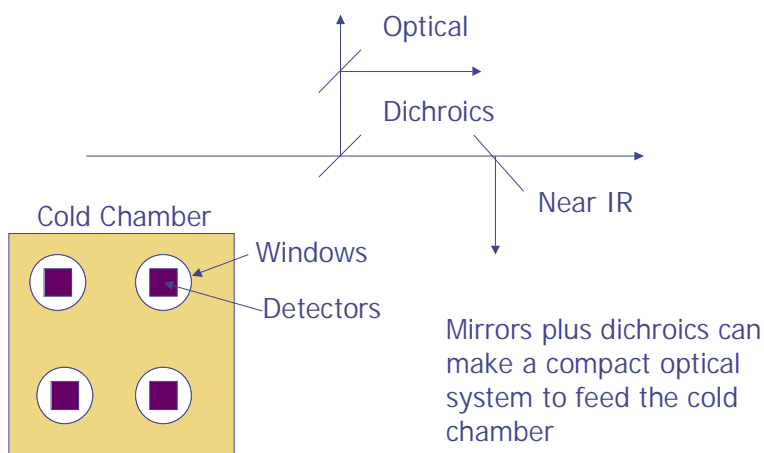 Optical
Dichroics
Near IR
Cold Chamber
Windows
Detectors
Mirrors plus dichroics can
make a compact optical
system to feed the cold
chamber